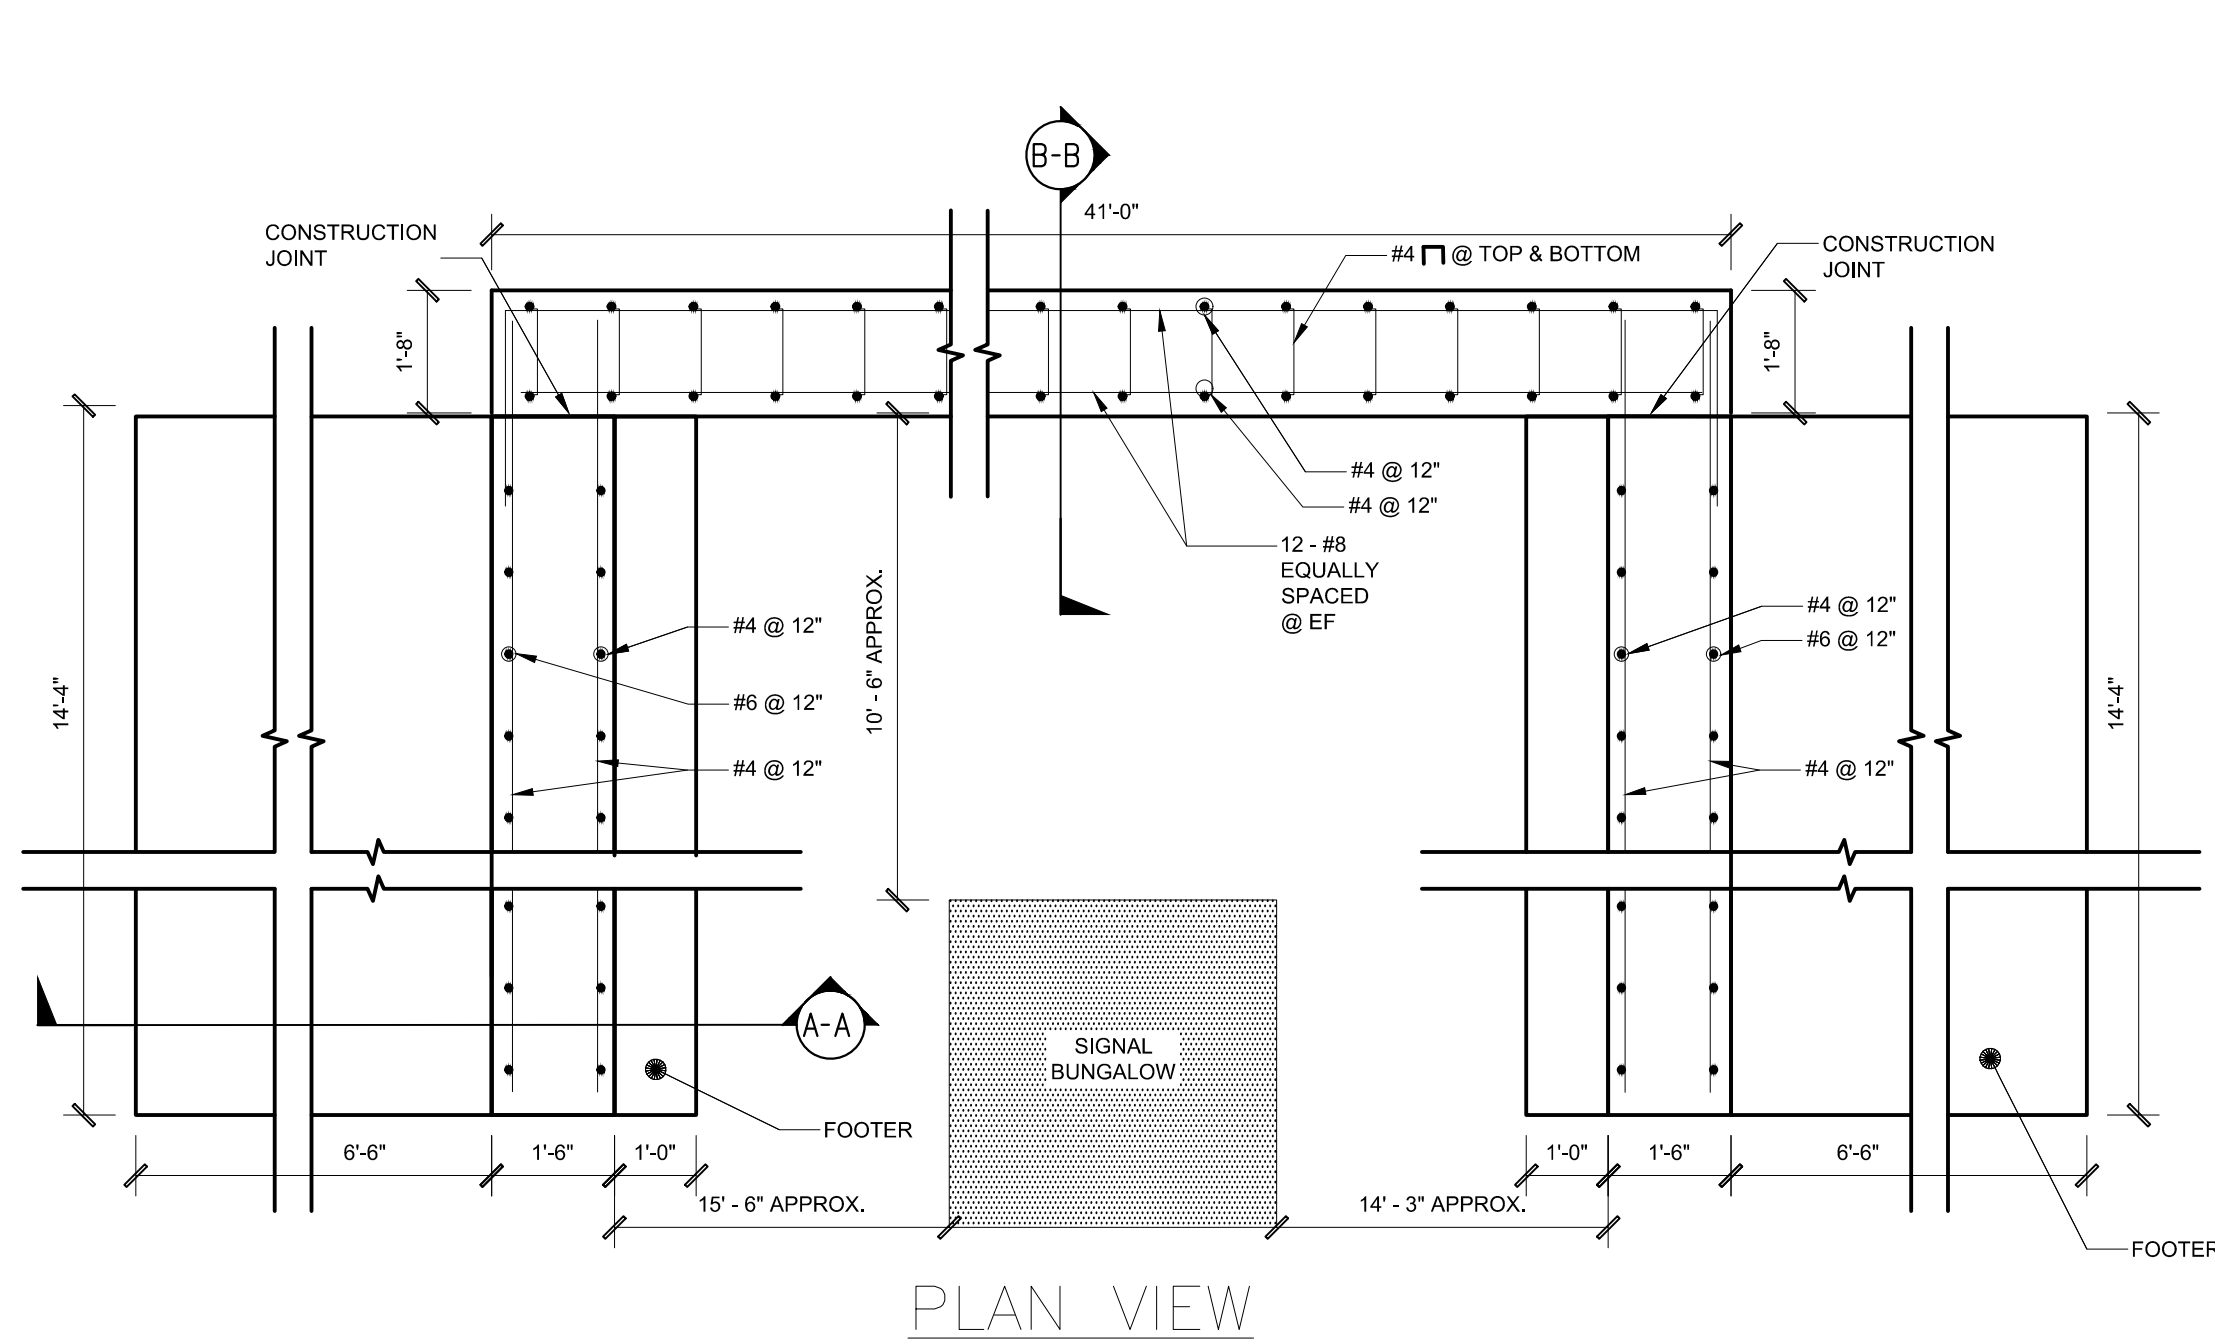 B-B
41'-0"
CONSTRUCTION
JOINT
#4 ⊓ @ TOP & BOTTOM
CONSTRUCTION
JOINT
1'-8"
1'-8"
#4 @ 12"
#4 @ 12"
12 - #8
EQUALLY
SPACED
@ EF
14'-4"
#4 @ 12"
#6 @ 12"
#4 @ 12"
10' - 6" APPROX.
#4 @ 12"
#6 @ 12"
#4 @ 12"
14'-4"
A-A
SIGNAL
BUNGALOW
FOOTER
6'-6"
1'-6"
1'-0"
1'-0"
1'-6"
6'-6"
15' - 6" APPROX.
14' - 3" APPROX.
FOOTER
PLAN VIEW